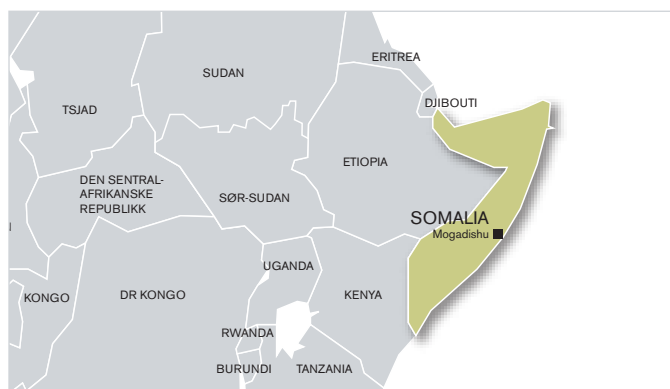 ERITREA
SUDAN
DJIBOUTI
TSJAD
ETIOPIA
DEN SENTRAL-
AFRIKANSKE
REPUBLIKK
SØR-SUDAN
SOMALIA
Mogadishu
UGANDA
KONGO
DR KONGO
KENYA
RWANDA
BURUNDI
TANZANIA